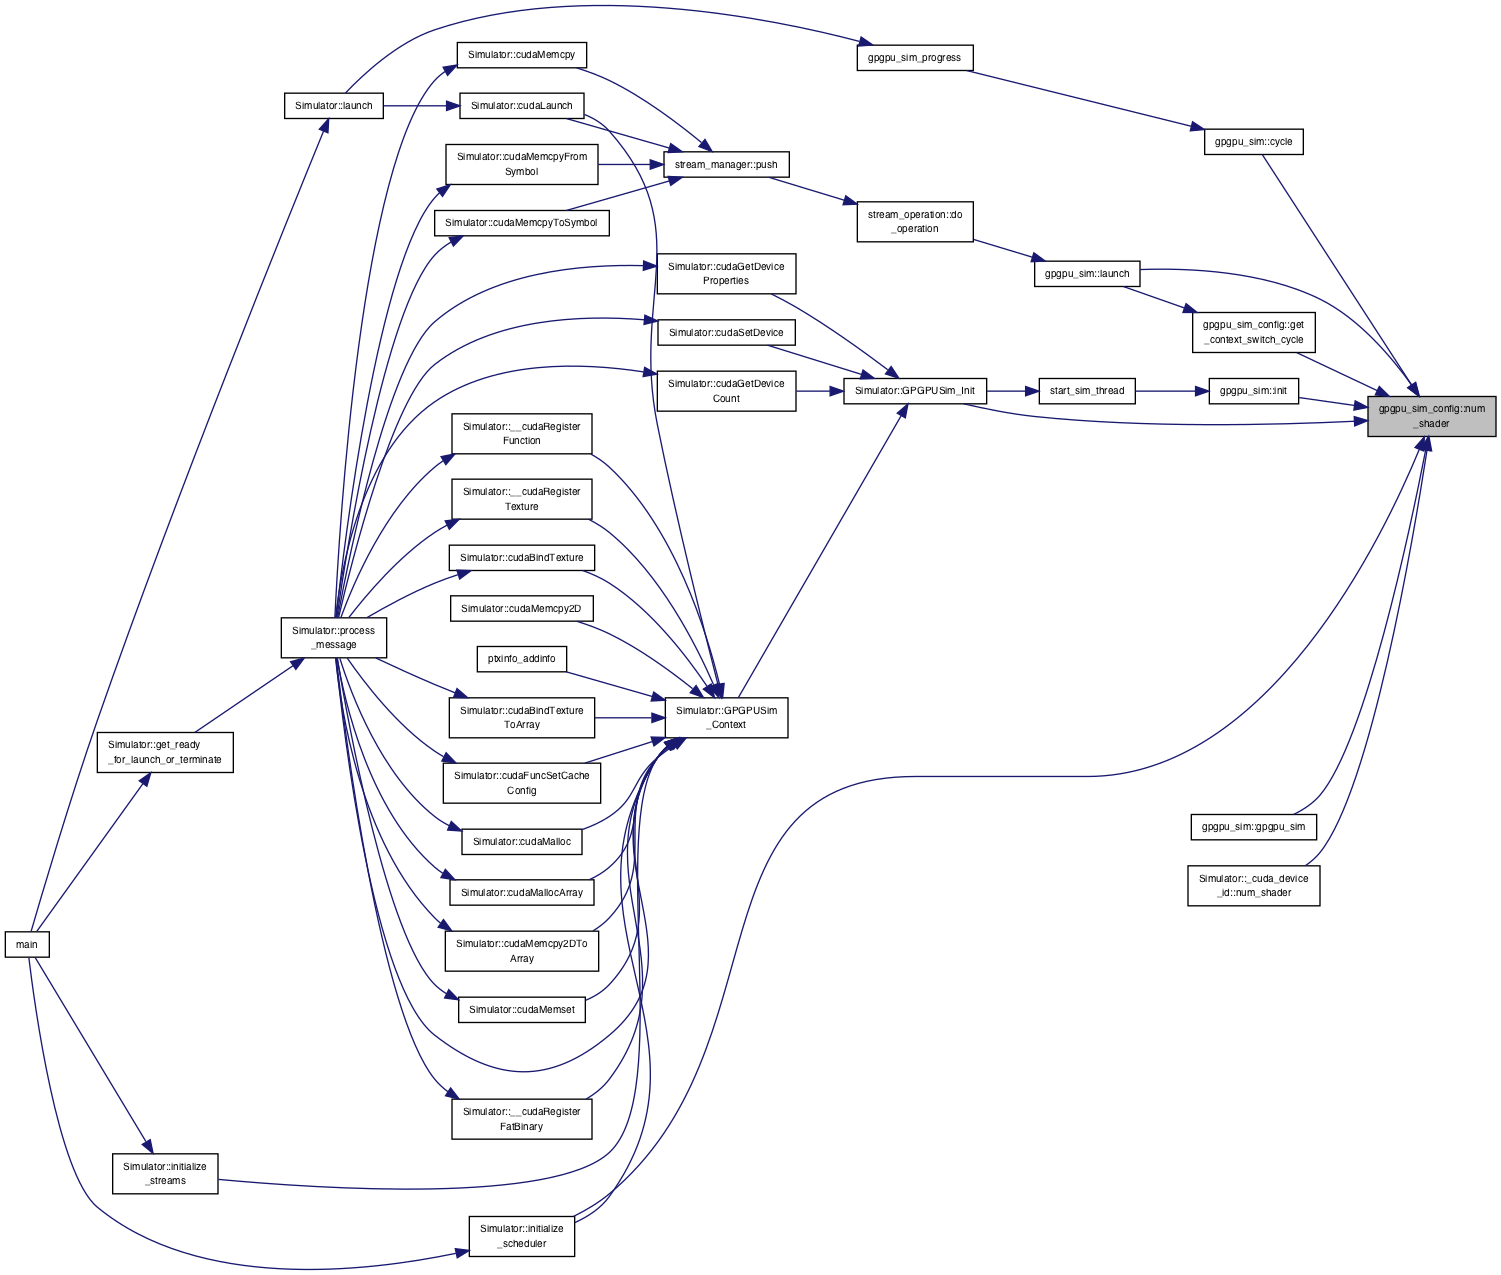 gpgpu_sim_progress
Simulator::cudaMemcpy
Simulator::launch
Simulator::cudaLaunch
gpgpu_sim::cycle
Simulator::cudaMemcpyFrom
Symbol
stream_manager::push
Simulator::cudaMemcpyToSymbol
stream_operation::do
_operation
Simulator::cudaGetDevice
Properties
gpgpu_sim::launch
Simulator::cudaSetDevice
gpgpu_sim_config::get
_context_switch_cycle
Simulator::cudaGetDevice
Count
Simulator::GPGPUSim_Init
start_sim_thread
gpgpu_sim::init
gpgpu_sim_config::num
_shader
Simulator::__cudaRegister
Function
Simulator::__cudaRegister
Texture
Simulator::cudaBindTexture
Simulator::cudaMemcpy2D
Simulator::process
_message
ptxinfo_addinfo
Simulator::cudaBindTexture
ToArray
Simulator::GPGPUSim
_Context
Simulator::get_ready
_for_launch_or_terminate
Simulator::cudaFuncSetCache
Config
Simulator::cudaMalloc
gpgpu_sim::gpgpu_sim
Simulator::cudaMallocArray
Simulator::_cuda_device
_id::num_shader
main
Simulator::cudaMemcpy2DTo
Array
Simulator::cudaMemset
Simulator::__cudaRegister
FatBinary
Simulator::initialize
_streams
Simulator::initialize
_scheduler